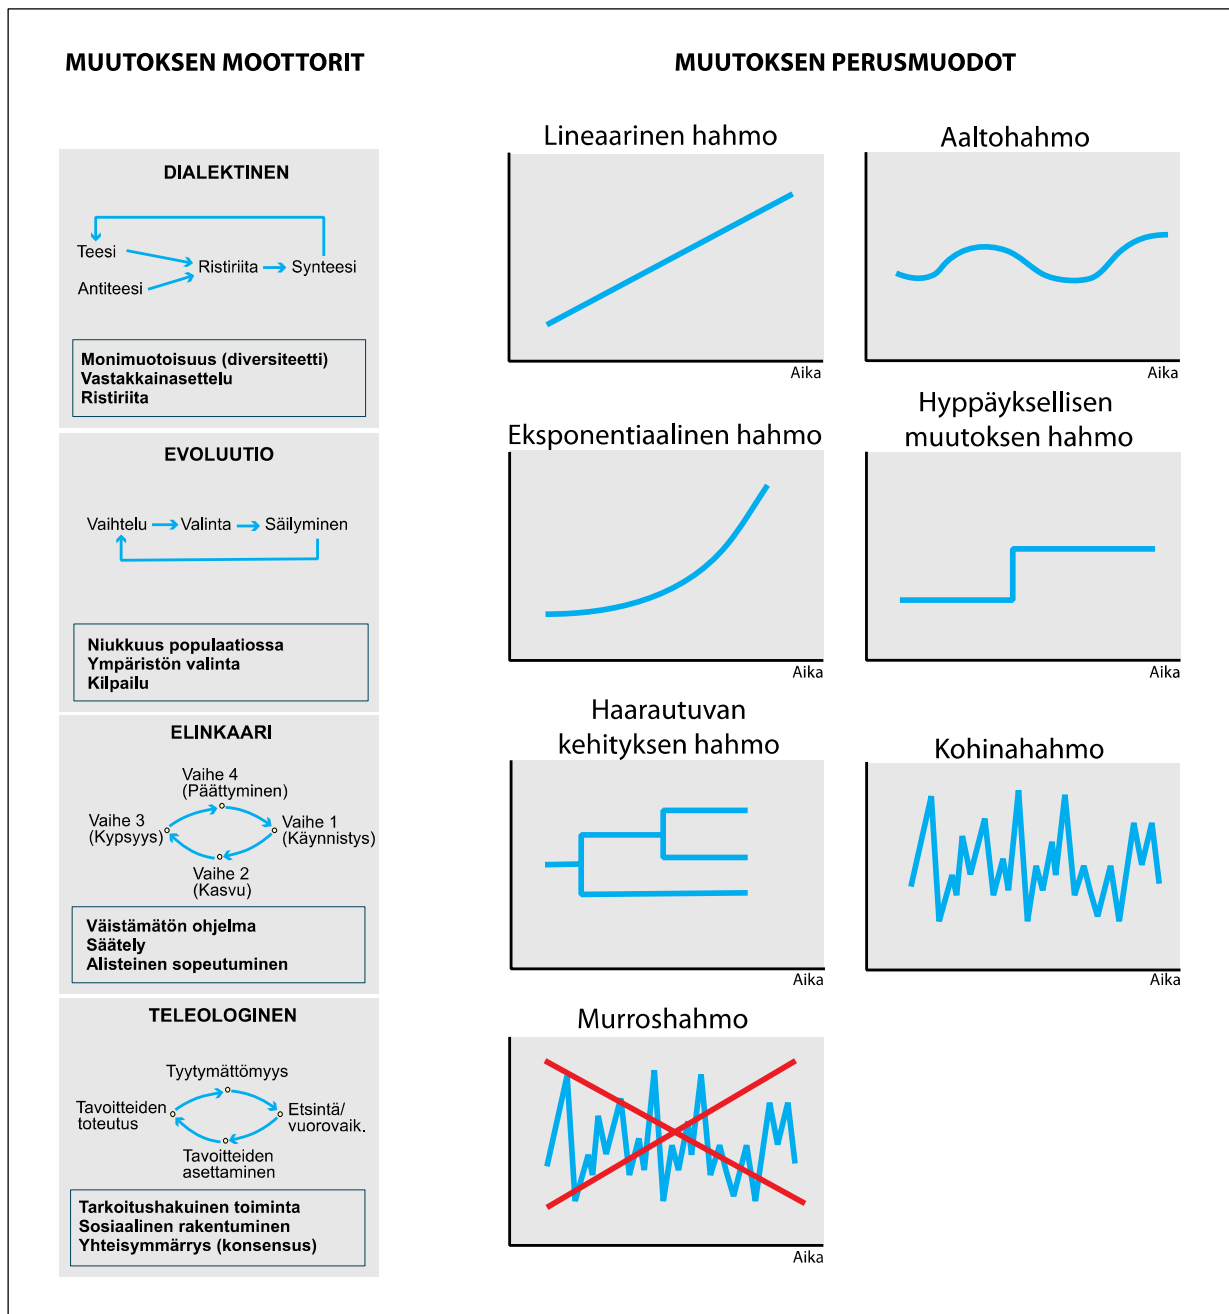 MUUTOKSEN MOOTTORIT
DIALEKTINEN
Teesi
Antiteesi
Ristiriita
Synteesi
Monimuotoisuus (diversiteetti)
Vastakkainasettelu
Ristiriita
EVOLUUTIO
Vaihtelu
Valinta
Säilyminen
Niukkuus populaatiossa
Ympäristön valinta
Kilpailu
ELINKAARI
Vaihe 4
(Päättyminen)
Vaihe 3
(Kypsyys)
Vaihe 1
(Käynnistys)
Vaihe 2
(Kasvu)
Väistämätön ohjelma
Säätely
Alisteinen sopeutuminen
TELEOLOGINEN
Tyytymättömyys
Tavoitteiden
toteutus
Etsintä/
vuorovaik.
Tavoitteiden
asettaminen
Tarkoitushakuinen toiminta
Sosiaalinen rakentuminen
Yhteisymmärrys (konsensus)
MUUTOKSEN PERUSMUODOT
Lineaarinen hahmo
Aika
Aaltohahmo
Aika
Eksponentiaalinen hahmo
Aika
Hyppäyksellisen
muutoksen hahmo
Aika
Haarautuvan
kehityksen hahmo
Aika
Kohinahahmo
Aika
Murroshahmo
Aika